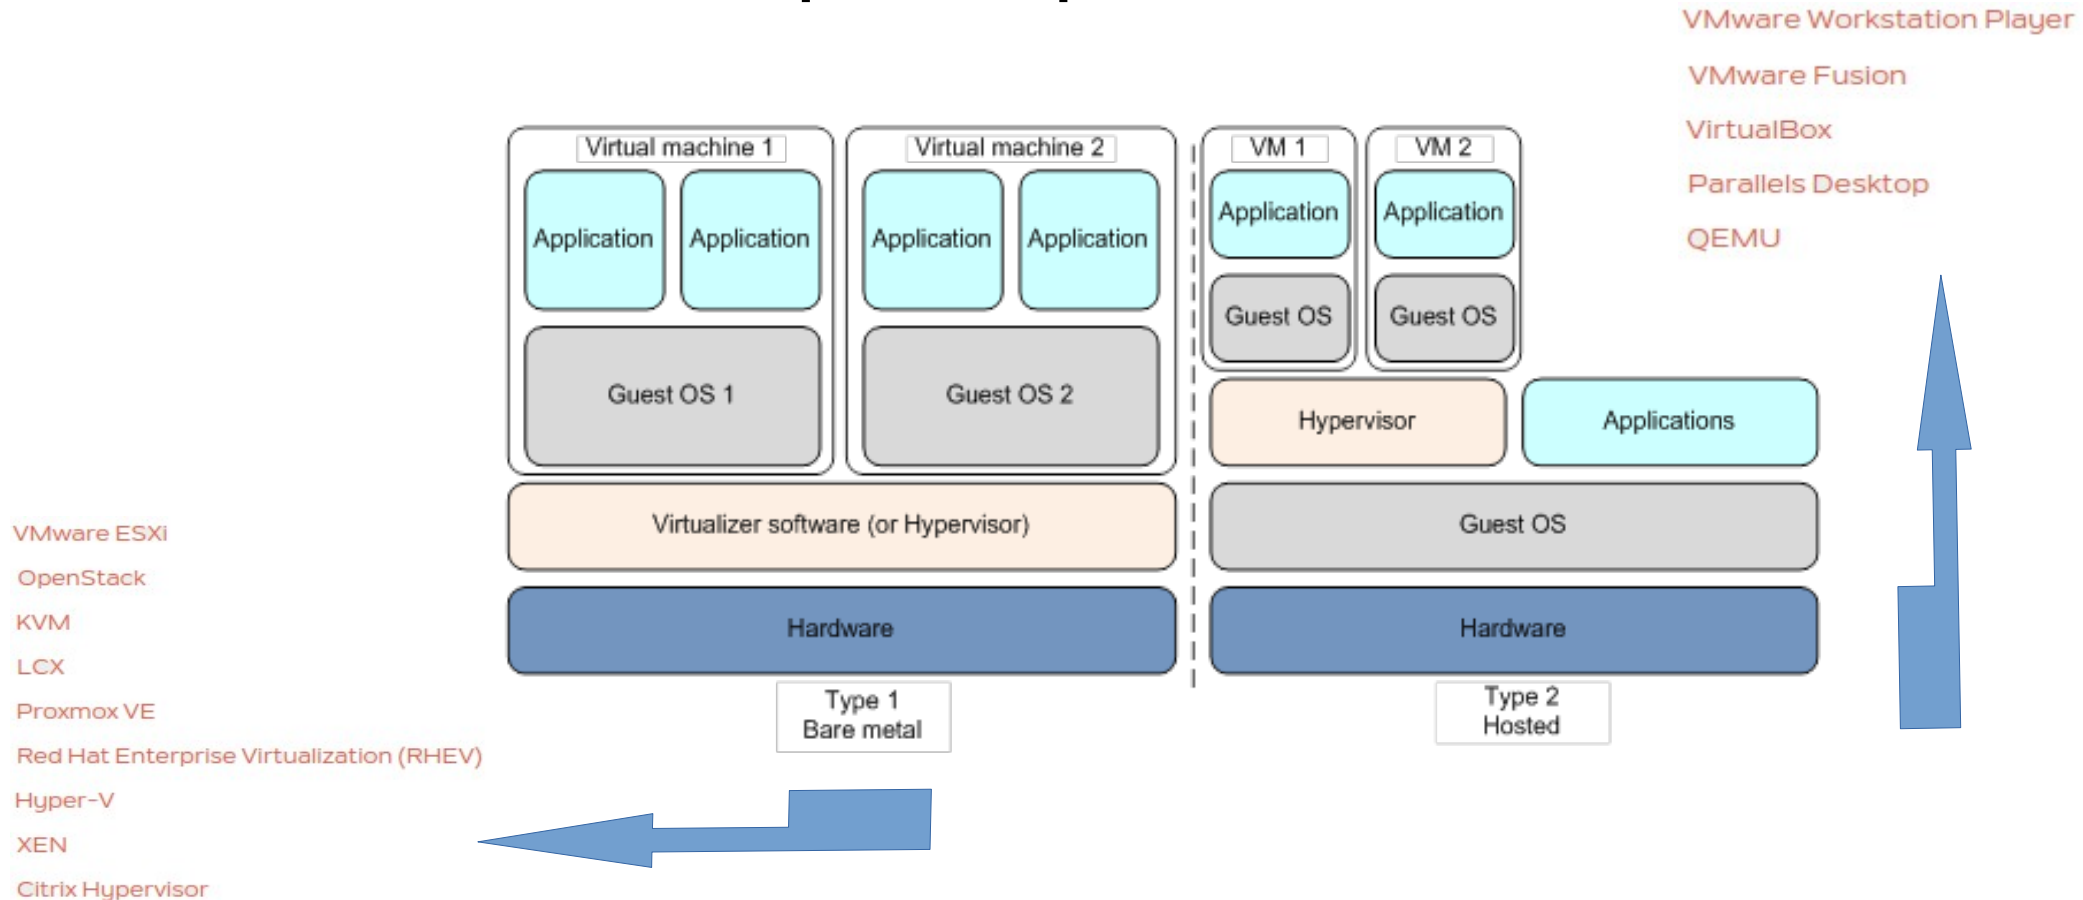 VMware Workstation Player
VMware Fusion
VirtualBox
Parallels Desktop
QEMU
Virtual machine 1
Application
Application
Guest OS 1
Virtual machine 2
Application
Application
Guest OS 2
Virtualizer software (or Hypervisor)
Hardware
Type 1
Bare metal
VM 1
Application
Guest OS
VM 2
Application
Guest OS
Hypervisor
Applications
Guest OS
Hardware
Type 2
Hosted
VMware ESXi
OpenStack
KVM
LCX
Proxmox VE
Red Hat Enterprise Virtualization (RHEV)
Hyper-V
XEN
Citrix Hypervisor